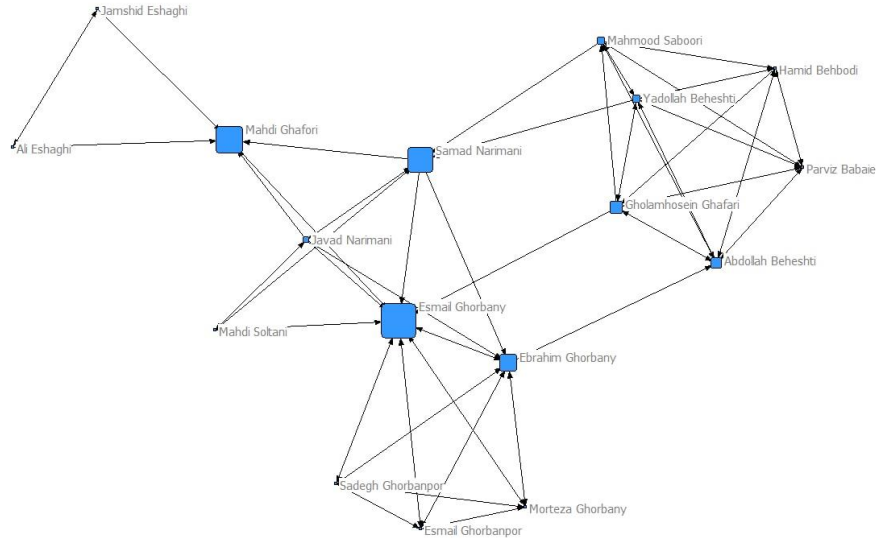 Jamshid Eshaghi
Mahmood Saboori
Hamid Behbodi
Yadollah Beheshti
Mahdi Ghafori
Ali Eshaghi
Samad Narimani
Parviz Babaie
Gholamhosein Ghafari
Javad Narimani
Abdollah Beheshti
Esmail Ghorbany
Mahdi Soltani
Ebrahim Ghorbany
Sadegh Ghorbanpor
Morteza Ghorbany
Esmail Ghorbanpor